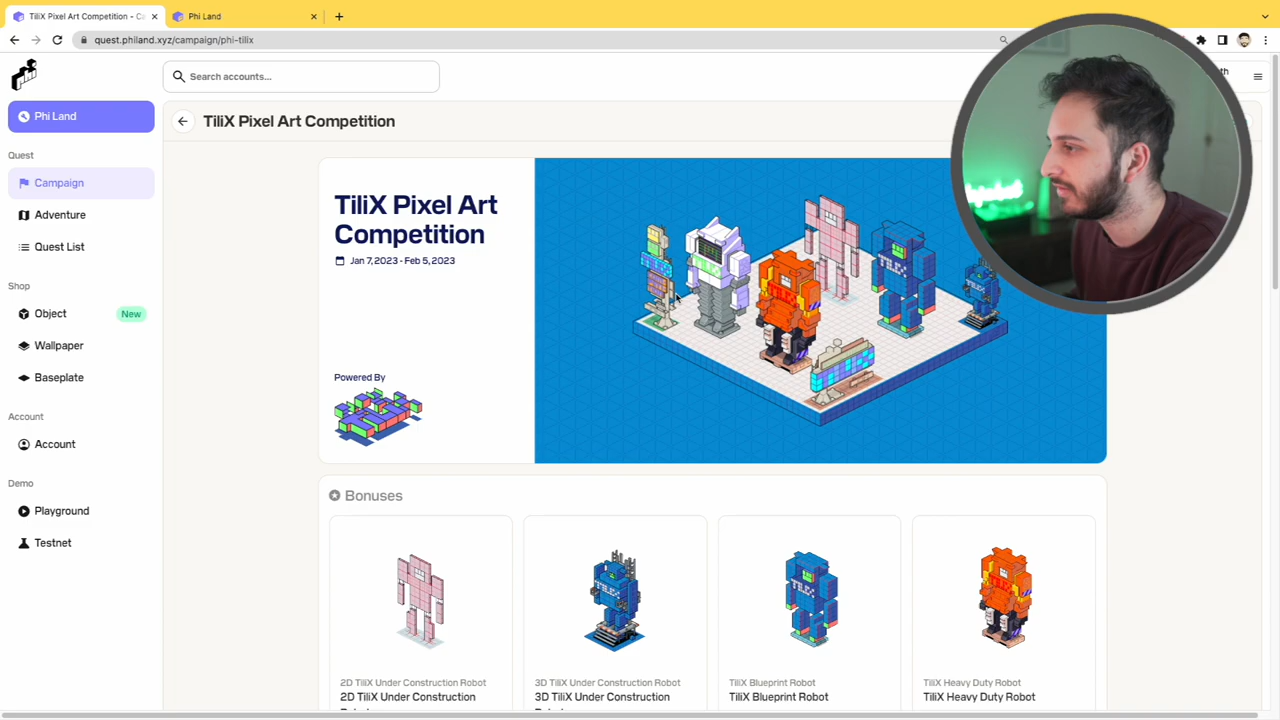 TiliX Pixel Art Competition - Ca
Phi Land
quest.philand.xyz/campaign/phi-tilix
Search accounts...
Phi Land
TiliX Pixel Art Competition
Quest
Campaign
Adventure
Quest List
Shop
Object
New
Wallpaper
Baseplate
Account
Account
Demo
Playground
Testnet
TiliX Pixel Art
Competition
Jan 7, 2023 - Feb 5, 2023
Powered By
Bonuses
2D TiliX Under Construction Robot
2D TiliX Under Construction
3D TiliX Under Construction Robot
3D TiliX Under Construction
TiliX Blueprint Robot
TiliX Blueprint Robot
TiliX Heavy Duty Robot
TiliX Heavy Duty Robot